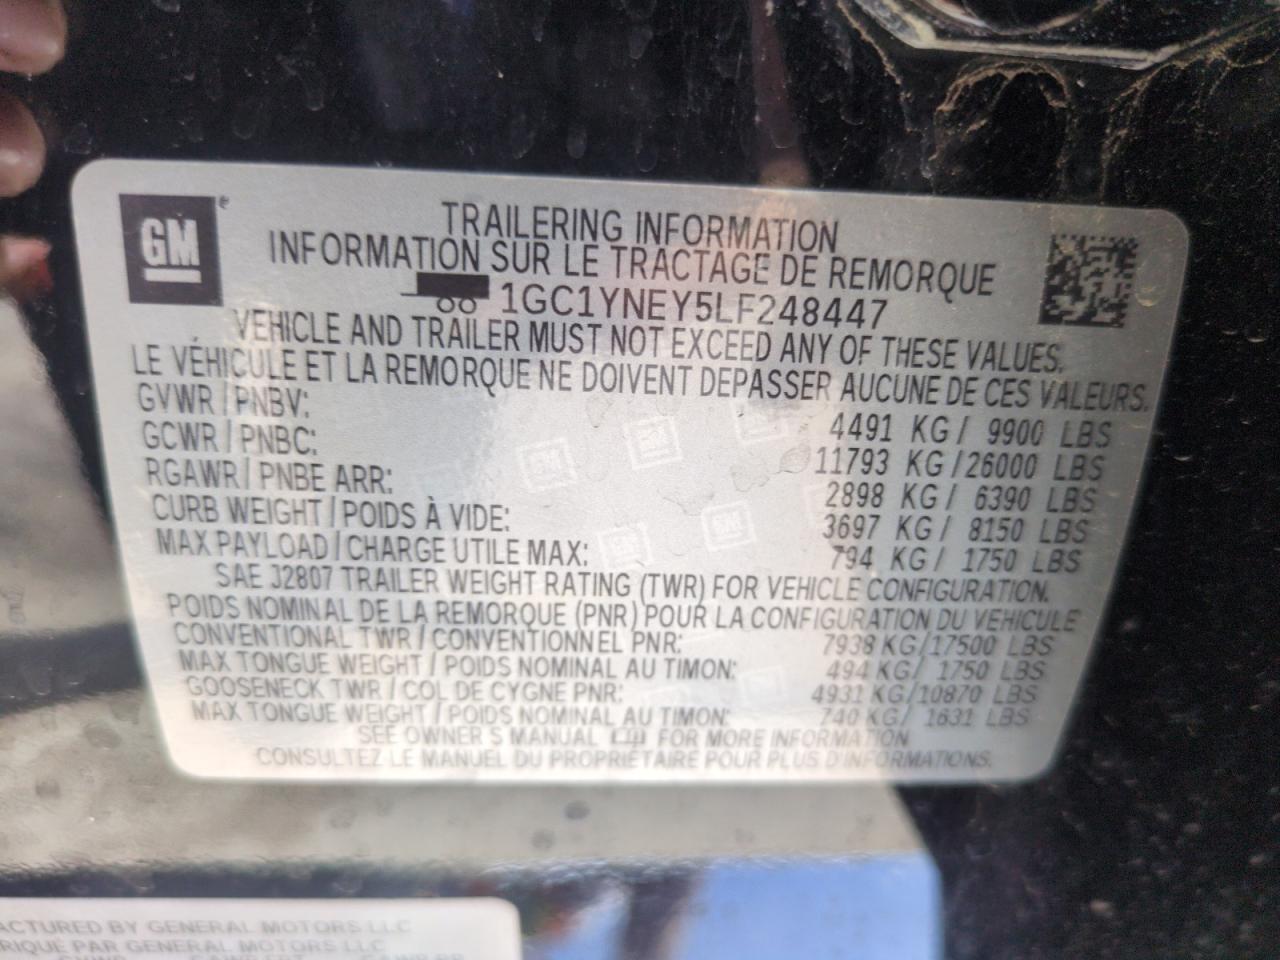 GM
TRAILERING INFORMATION
INFORMATION SUR LE TRACTAGE DE REMORQUE
1GC1YNEY5LF248447
VEHICLE AND TRAILER MUST NOT EXCEED ANY OF THESE VALUES.
LE VÉHICULE ET LA REMORQUE NE DOIVENT DEPASSER AUCUNE DE CES VALEURS.
GVWR / PNBV: 4491 KG / 9900 LBS
GCWR / PNBC: 11793 KG / 26000 LBS
RGAWR / PNBE ARR: 2898 KG / 6390 LBS
CURB WEIGHT / POIDS À VIDE: 3697 KG / 8150 LBS
MAX PAYLOAD / CHARGE UTILE MAX: 794 KG / 1750 LBS
SAE J2807 TRAILER WEIGHT RATING (TWR) FOR VEHICLE CONFIGURATION.
POIDS NOMINAL DE LA REMORQUE (PNR) POUR LA CONFIGURATION DU VEHICULE
CONVENTIONAL TWR / CONVENTIONNEL PNR: 7938 KG/17500 LBS
MAX TONGUE WEIGHT / POIDS NOMINAL AU TIMON: 494 KG/ 1750 LBS
GOOSENECK TWR / COL DE CYGNE PNR: 4931 KG/10870 LBS
MAX TONGUE WEIGHT / POIDS NOMINAL AU TIMON: 740 KG/ 1631 LBS
SEE OWNER'S MANUAL FOR MORE INFORMATION
CONSULTEZ LE MANUEL DU PROPRIÉTAIRE POUR PLUS D'INFORMATIONS.
ACTURED BY GENERAL MOTORS LLC
RIQUÉ PAR GENERAL MOTORS LLC